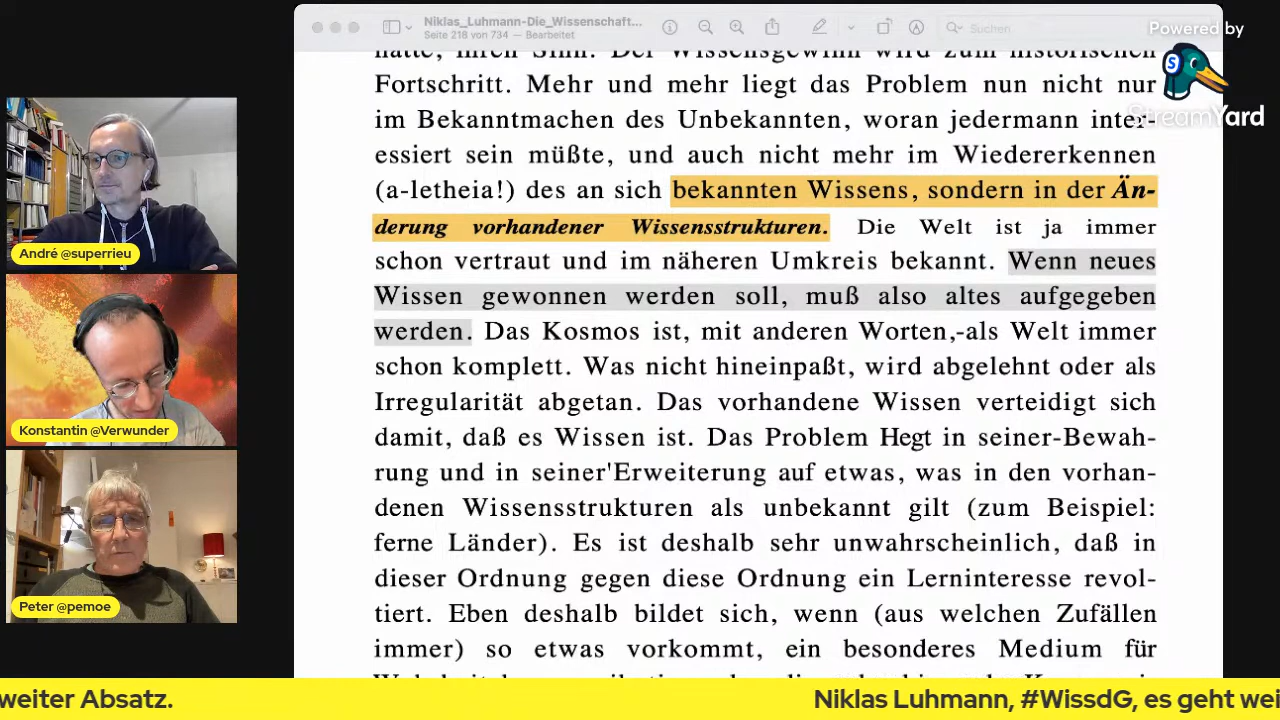 Niklas_Luhmann-Die_Wissenschaft...
Seite 218 von 734 — Bearbeitet
Suchen
Powered by
StreamYard
hatte, ihren Sinn. Der Wissensgewinn wird zum historischen
Fortschritt. Mehr und mehr liegt das Problem nun nicht nur
im Bekanntmachen des Unbekannten, woran jedermann inter-
essiert sein müßte, und auch nicht mehr im Wiedererkennen
(a-letheia!) des an sich bekannten Wissens, sondern in der Än-
derung vorhandener Wissensstrukturen. Die Welt ist ja immer
schon vertraut und im näheren Umkreis bekannt. Wenn neues
Wissen gewonnen werden soll, muß also altes aufgegeben
werden. Das Kosmos ist, mit anderen Worten,-als Welt immer
schon komplett. Was nicht hineinpaßt, wird abgelehnt oder als
Irregularität abgetan. Das vorhandene Wissen verteidigt sich
damit, daß es Wissen ist. Das Problem Hegt in seiner-Bewah-
rung und in seiner'Erweiterung auf etwas, was in den vorhan-
denen Wissensstrukturen als unbekannt gilt (zum Beispiel:
ferne Länder). Es ist deshalb sehr unwahrscheinlich, daß in
dieser Ordnung gegen diese Ordnung ein Lerninteresse revol-
tiert. Eben deshalb bildet sich, wenn (aus welchen Zufällen
immer) so etwas vorkommt, ein besonderes Medium für
André @superrieu
Konstantin @Verwunder
Peter @pemoe
weiter Absatz.
Niklas Luhmann, #WissdG, es geht wei